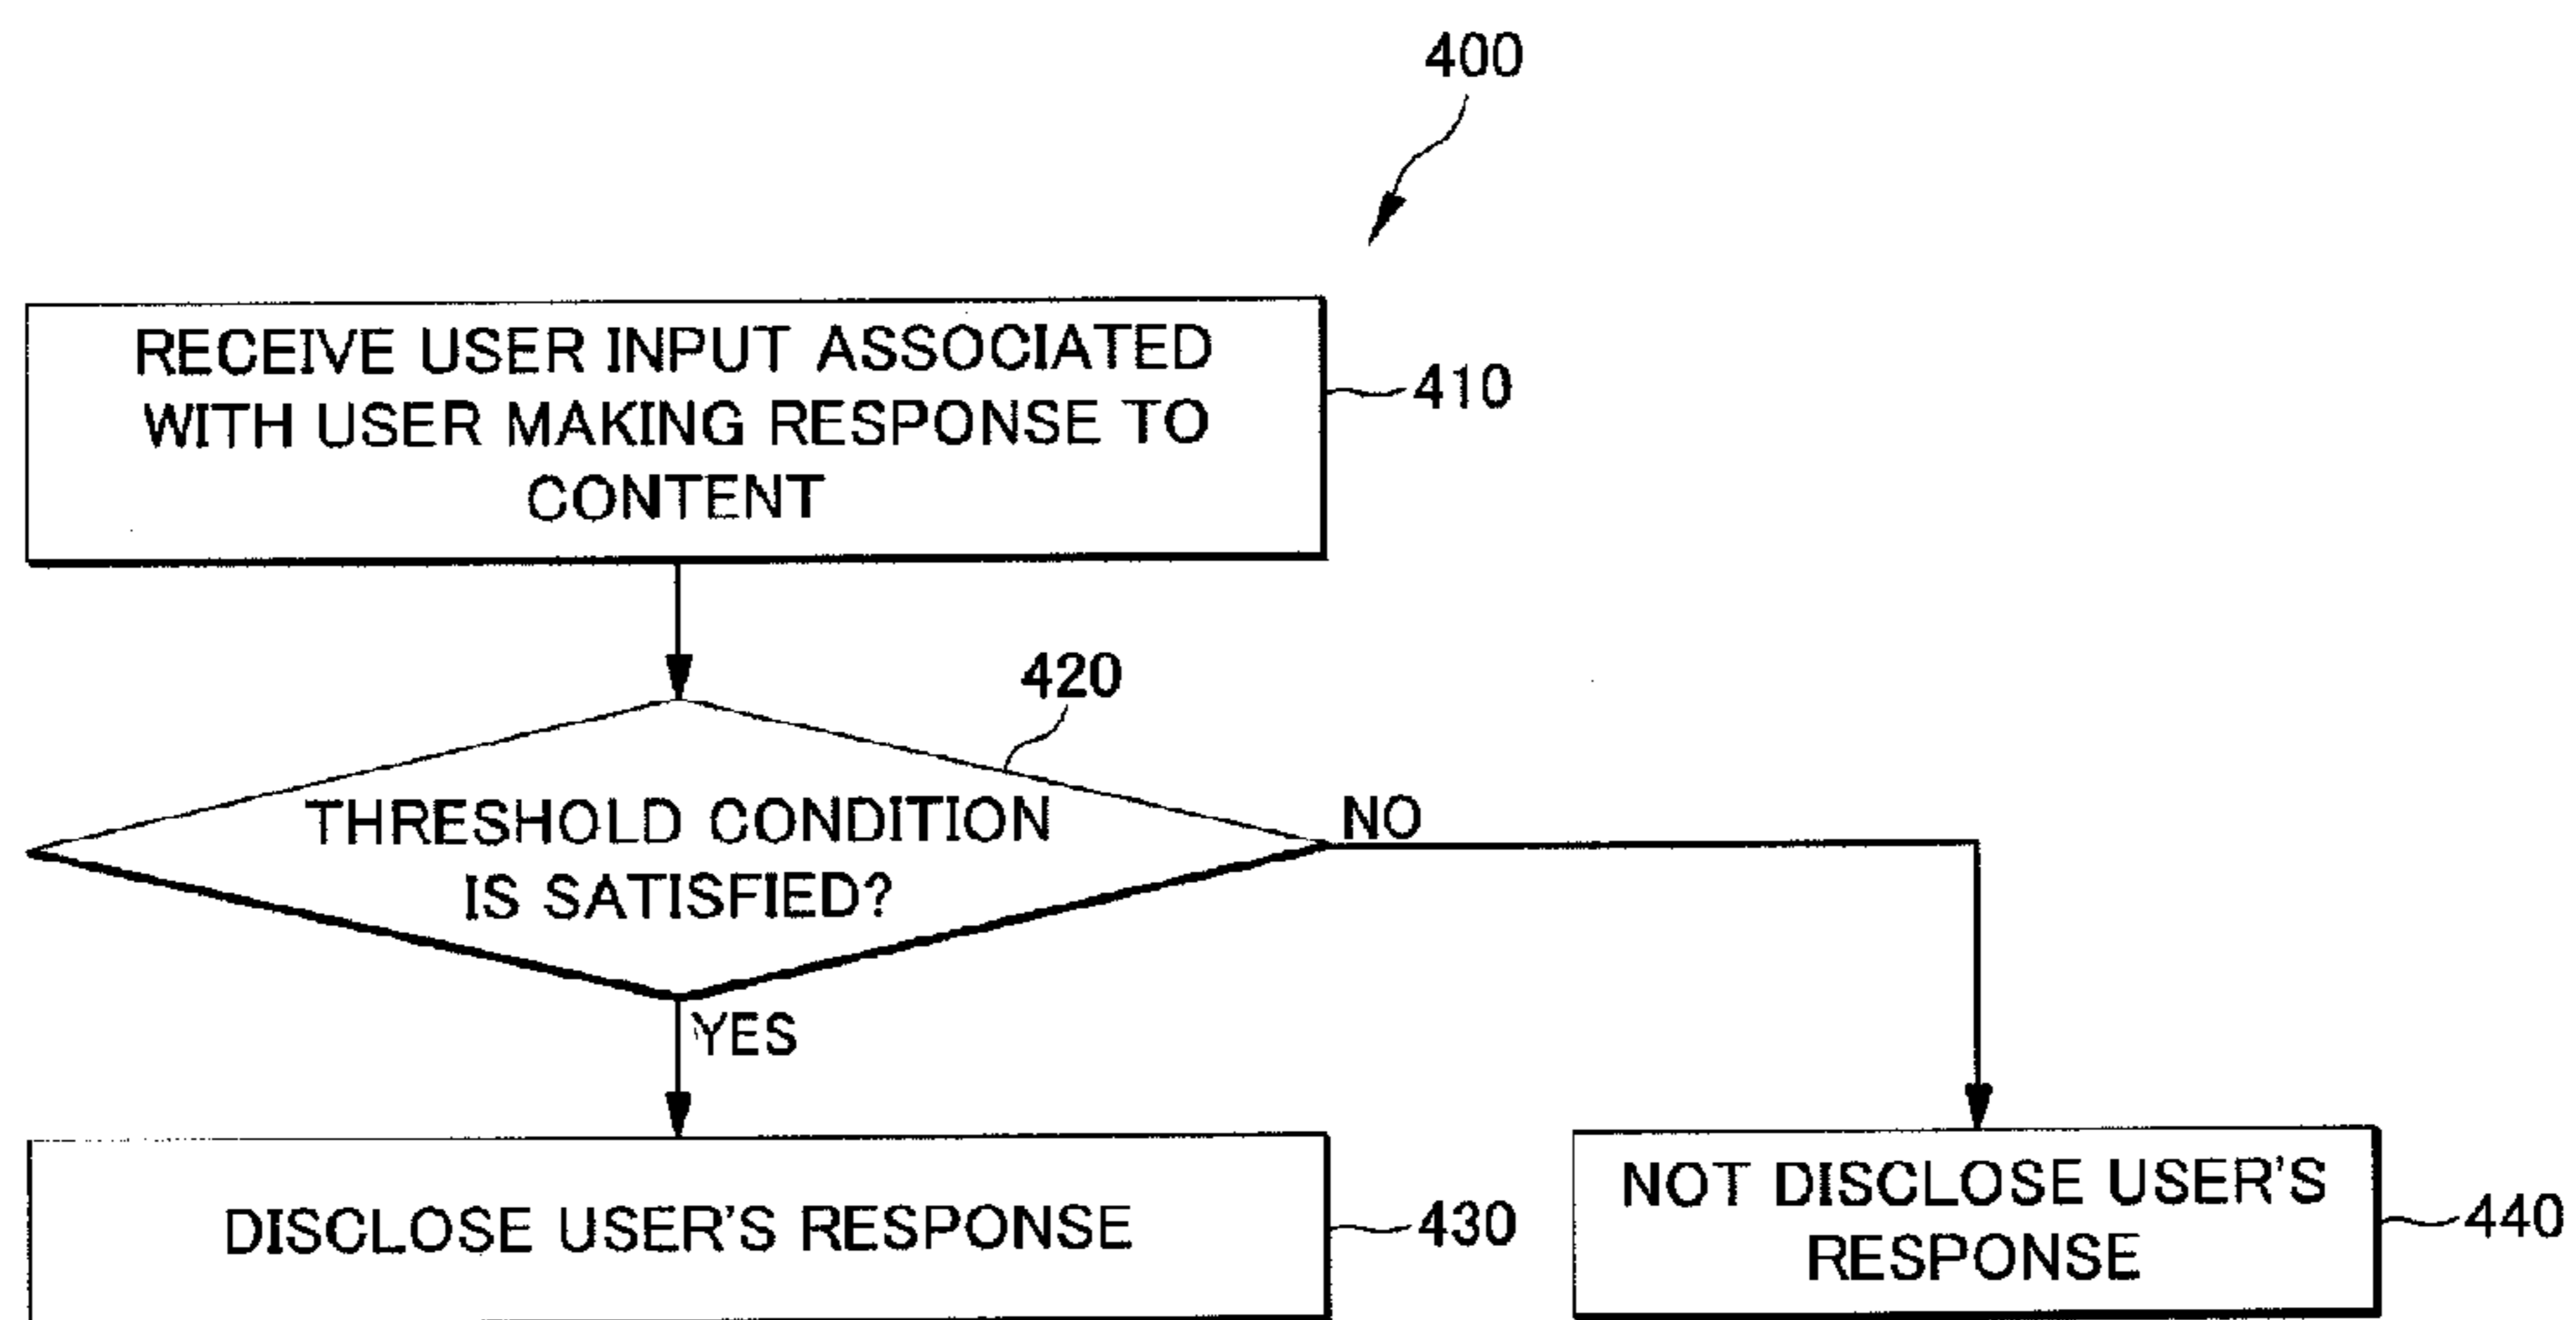 400
RECEIVE USER INPUT ASSOCIATED
WITH USER MAKING RESPONSE TO
CONTENT
410
420
THRESHOLD CONDITION
IS SATISFIED?
NO
YES
DISCLOSE USER'S RESPONSE
430
NOT DISCLOSE USER'S
RESPONSE
440